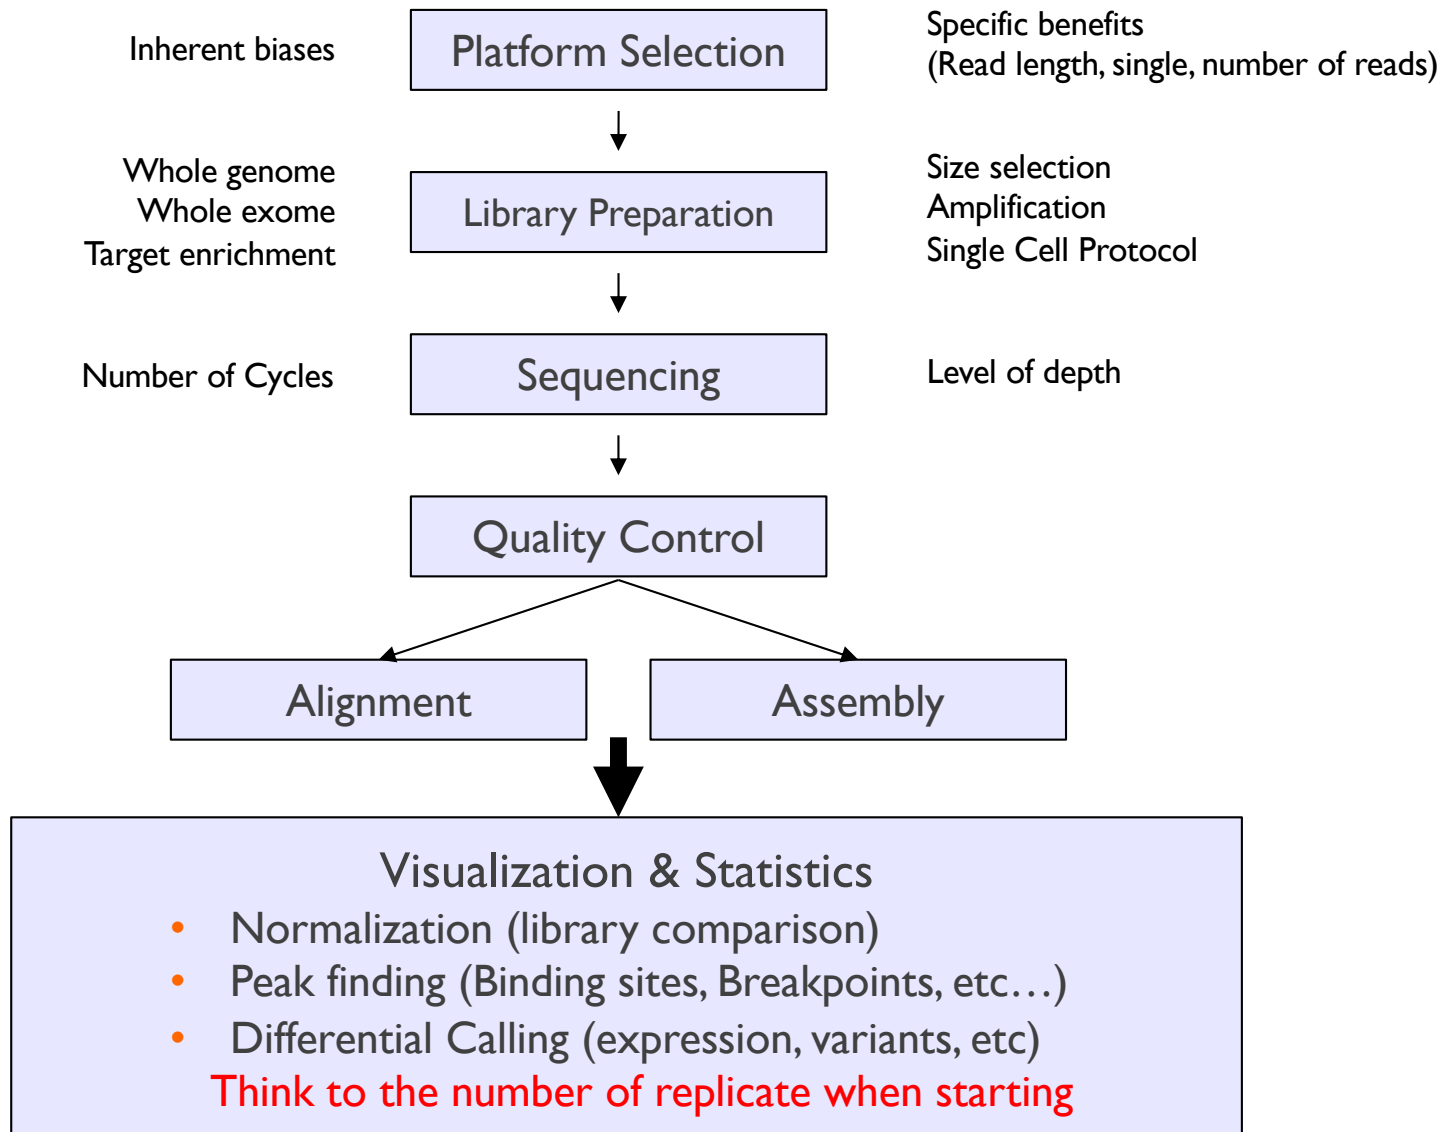 Inherent biases
Platform Selection
Specific benefits
(Read length, single, number of reads)
Whole genome
Whole exome
Target enrichment
Library Preparation
Size selection
Amplification
Single Cell Protocol
Number of Cycles
Sequencing
Level of depth
Quality Control
Alignment
Assembly
Visualization & Statistics
• Normalization (library comparison)
• Peak finding (Binding sites, Breakpoints, etc…)
• Differential Calling (expression, variants, etc)
Think to the number of replicate when starting